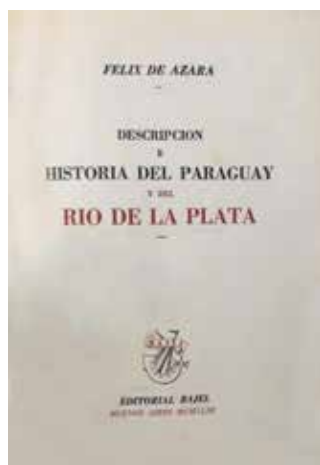 FELIX DE AZARA
DESCRIPCION
E
HISTORIA DEL PARAGUAY
Y DEL
RIO DE LA PLATA
EDITORIAL BAJEL
BUENOS AIRES